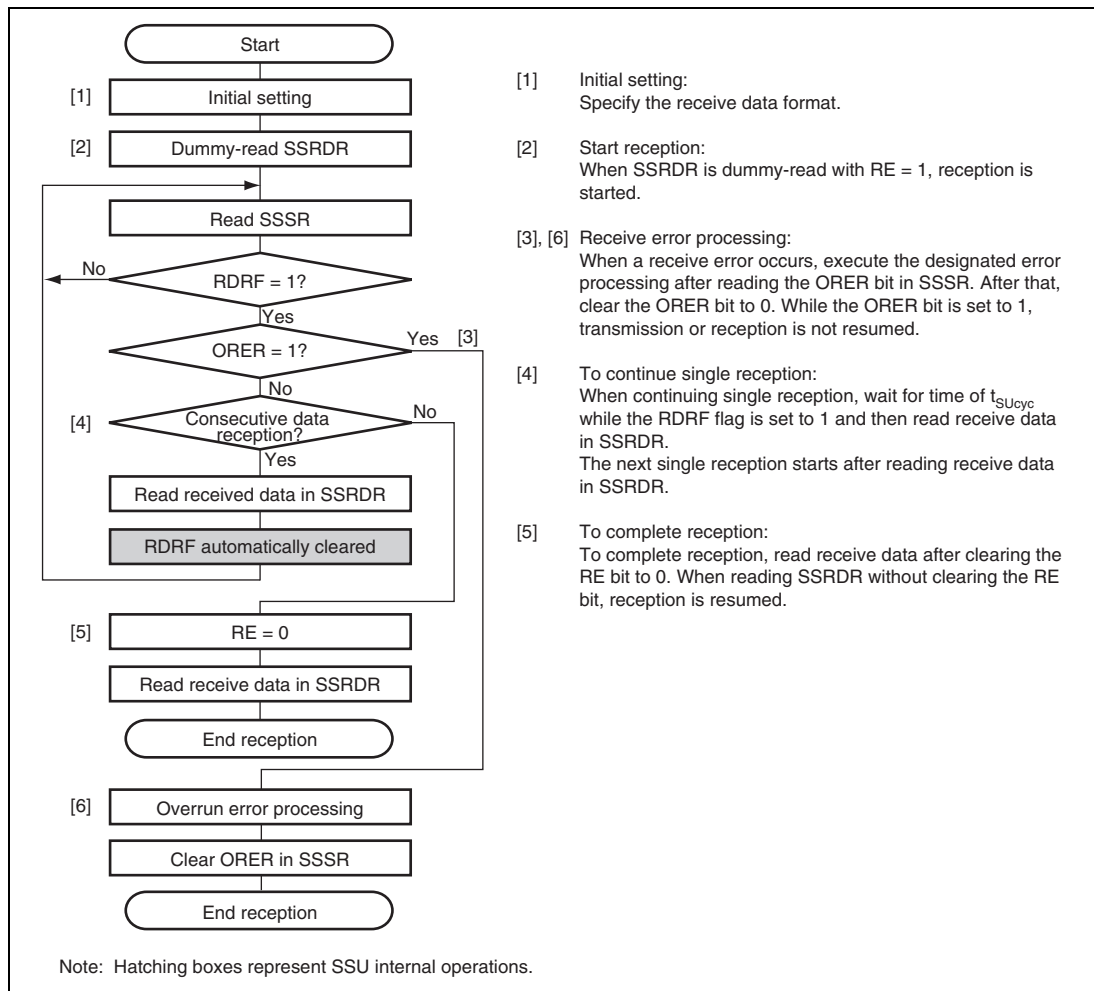 Start
[1]
Initial setting
[2]
Dummy-read SSRDR
Read SSSR
No
RDRF = 1?
Yes
Yes [3]
ORER = 1?
No
[4]
Consecutive data
reception?
No
Yes
Read received data in SSRDR
RDRF automatically cleared
[5]
RE = 0
Read receive data in SSRDR
End reception
[6]
Overrun error processing
Clear ORER in SSSR
End reception
[1] Initial setting:
Specify the receive data format.
[2] Start reception:
When SSRDR is dummy-read with RE = 1, reception is
started.
[3], [6] Receive error processing:
When a receive error occurs, execute the designated error
processing after reading the ORER bit in SSSR. After that,
clear the ORER bit to 0. While the ORER bit is set to 1,
transmission or reception is not resumed.
[4] To continue single reception:
When continuing single reception, wait for time of tSUcyc
while the RDRF flag is set to 1 and then read receive data
in SSRDR.
The next single reception starts after reading receive data
in SSRDR.
[5] To complete reception:
To complete reception, read receive data after clearing the
RE bit to 0. When reading SSRDR without clearing the RE
bit, reception is resumed.
Note: Hatching boxes represent SSU internal operations.